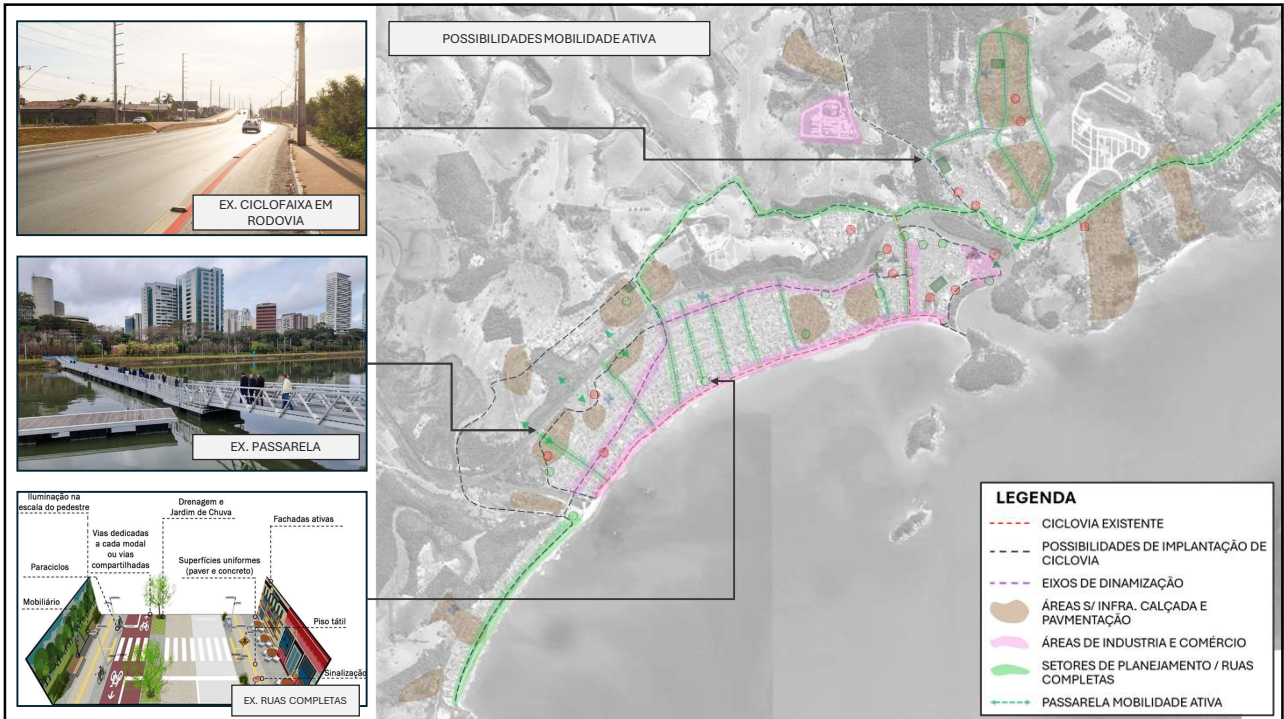 POSSIBILIDADES MOBILIDADE ATIVA
EX. CICLOFAIXA EM
RODOVIA
EX. PASSARELA
Iluminação na
escala do pedestre
Drenagem e
Jardim de Chuva
Fachadas ativas
Vias dedicadas
a cada modal
ou vias
compartilhadas
Superfícies uniformes
(paver e concreto)
Paraciclos
Mobiliário
Piso tátil
Sinalização
EX. RUAS COMPLETAS
LEGENDA
CICLOVIA EXISTENTE
POSSIBILIDADES DE IMPLANTAÇÃO DE
CICLOVIA
EIXOS DE DINAMIZAÇÃO
ÁREAS S/ INFRA. CALÇADA E
PAVMENTAÇÃO
ÁREAS DE INDUSTRIA E COMÉRCIO
SETORES DE PLANEJAMENTO / RUAS
COMPLETAS
PASSARELA MOBILIDADE ATIVA